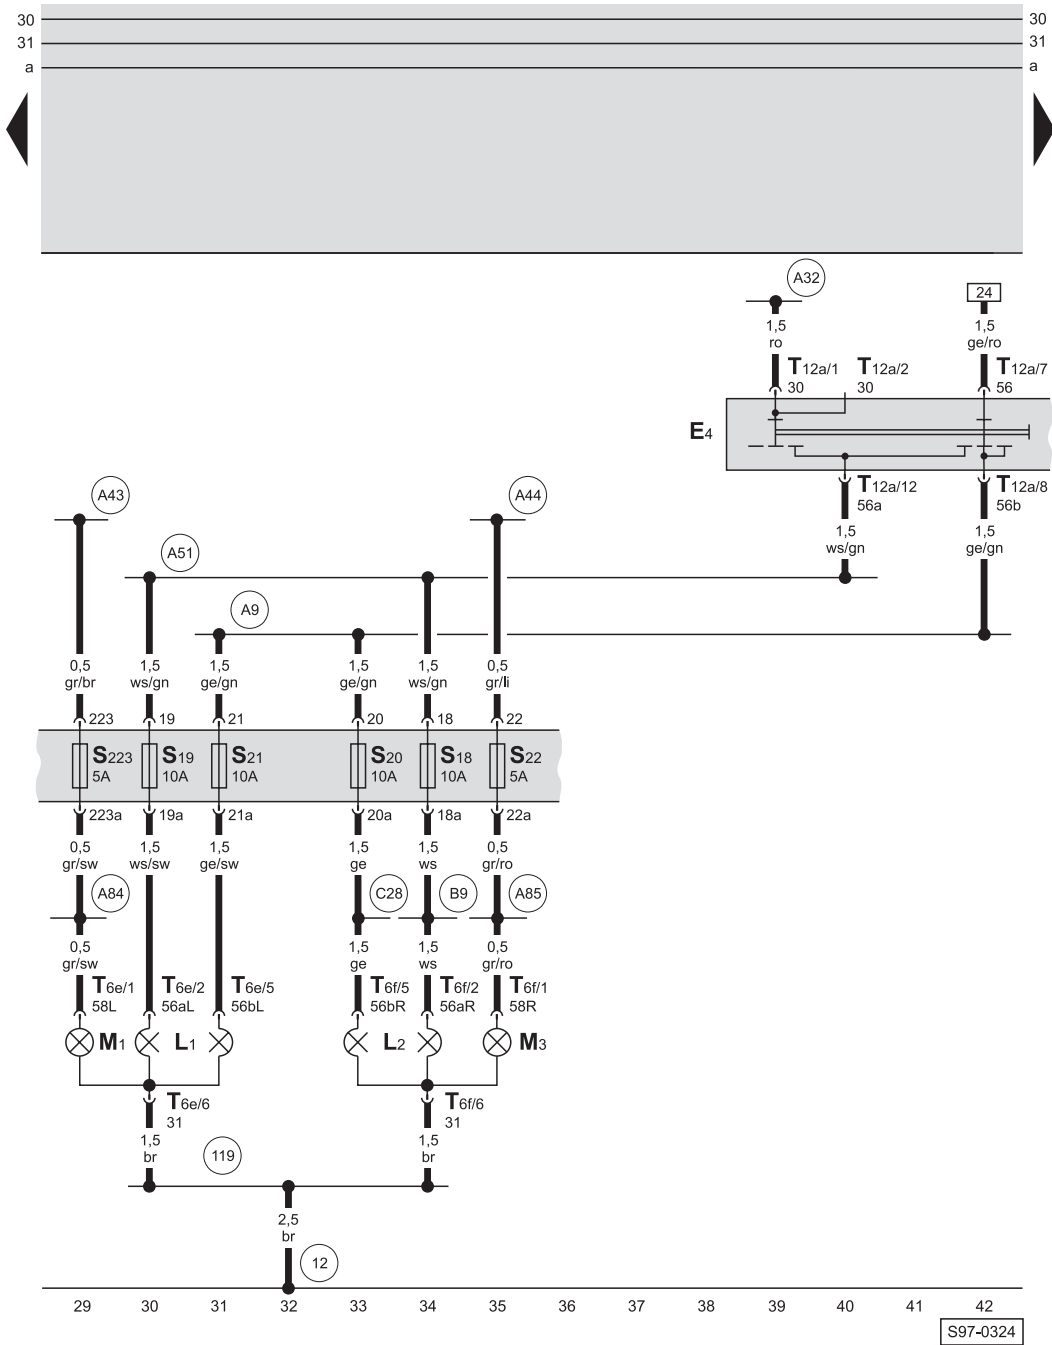 30 30
31 31
a a
A32
24
1,5 1,5
ro ge/ro
T12a/1 T12a/2 T12a/7
30 30 56
E4
A43 A44 T12a/12 T12a/8
56a 56b
A51 1,5 1,5
ws/gn ge/gn
A9
0,5 1,5 1,5 1,5 1,5 0,5
gr/br ws/gn ge/gn ge/gn ws/gn gr/li
223 19 21 20 18 22
S223 S19 S21 S20 S18 S22
5A 10A 10A 10A 10A 5A
223a 19a 21a 20a 18a 22a
0,5 1,5 1,5 1,5 1,5 0,5
gr/sw ws/sw ge/sw ge ws gr/ro
A84 C28 B9 A85
0,5 1,5 1,5 0,5
gr/sw ge ws gr/ro
T6e/1 T6e/2 T6e/5 T6f/5 T6f/2 T6f/1
58L 56aL 56bL 56bR 56aR 58R
M1 L1 L2 M3
T6e/6 T6f/6
31 31
1,5 1,5
br br
119
2,5
br
12
29 30 31 32 33 34 35 36 37 38 39 40 41 42
S97-0324